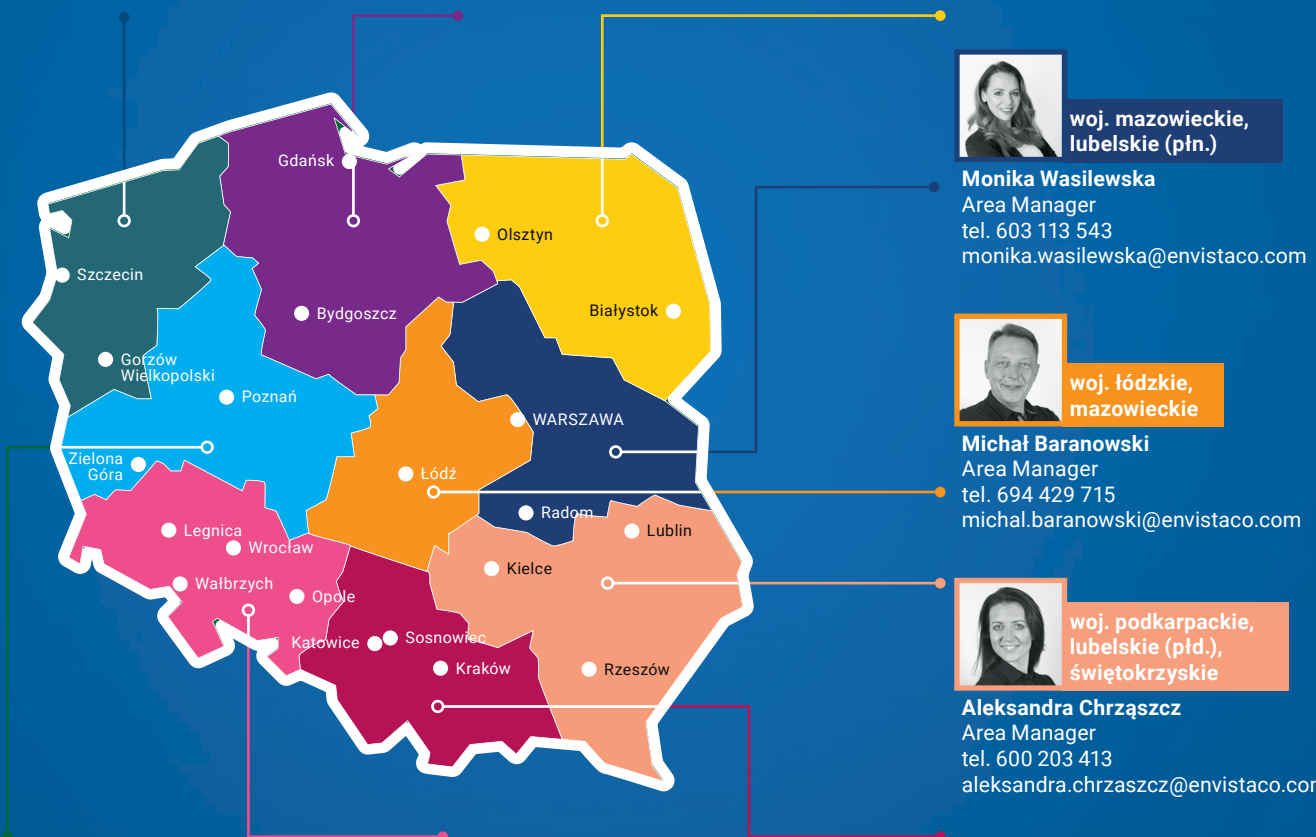 Gdańsk
Olsztyn
Szczecin
Bydgoszcz
Białystok
Gorzów
Wielkopolski
Poznań
WARSZAWA
Zielona
Góra
Łódź
Radom
Legnica
Wrocław
Lublin
Kielce
Wałbrzych
Opole
Katowice
Sosnowiec
Kraków
Rzeszów
woj. mazowieckie,
lubelskie (płn.)
Monika Wasilewska
Area Manager
tel. 603 113 543
monika.wasilewska@envistaco.com
woj. łódzkie,
mazowieckie
Michał Baranowski
Area Manager
tel. 694 429 715
michal.baranowski@envistaco.com
woj. podkarpackie,
lubelskie (płd.),
świętokrzyskie
Aleksandra Chrząszcz
Area Manager
tel. 600 203 413
aleksandra.chrzaszcz@envistaco.com